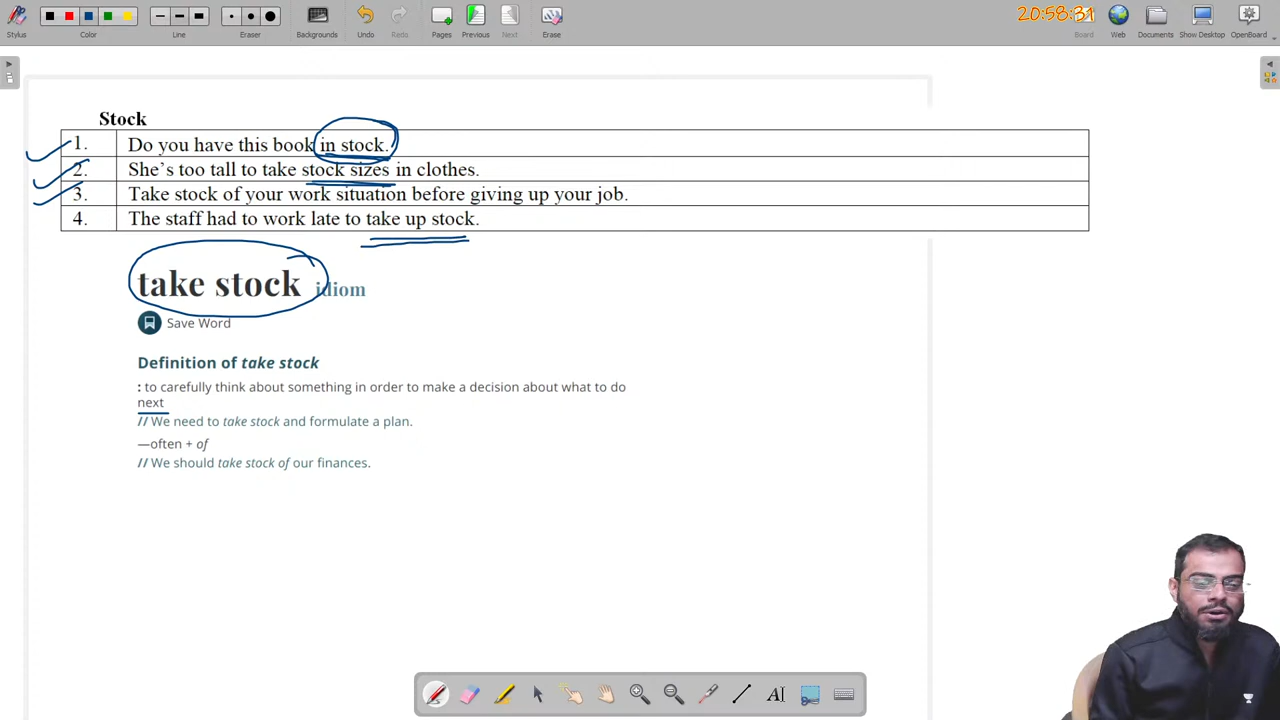 20:58:31
Stylus Color Line Eraser Backgrounds Undo Redo Pages Previous Next Erase Board Web Documents Show Desktop OpenBoard
Stock
1. Do you have this book in stock.
2. She's too tall to take stock sizes in clothes.
3. Take stock of your work situation before giving up your job.
4. The staff had to work late to take up stock.
take stock idiom
Save Word
Definition of take stock
: to carefully think about something in order to make a decision about what to do
next
// We need to take stock and formulate a plan.
—often + of
// We should take stock of our finances.